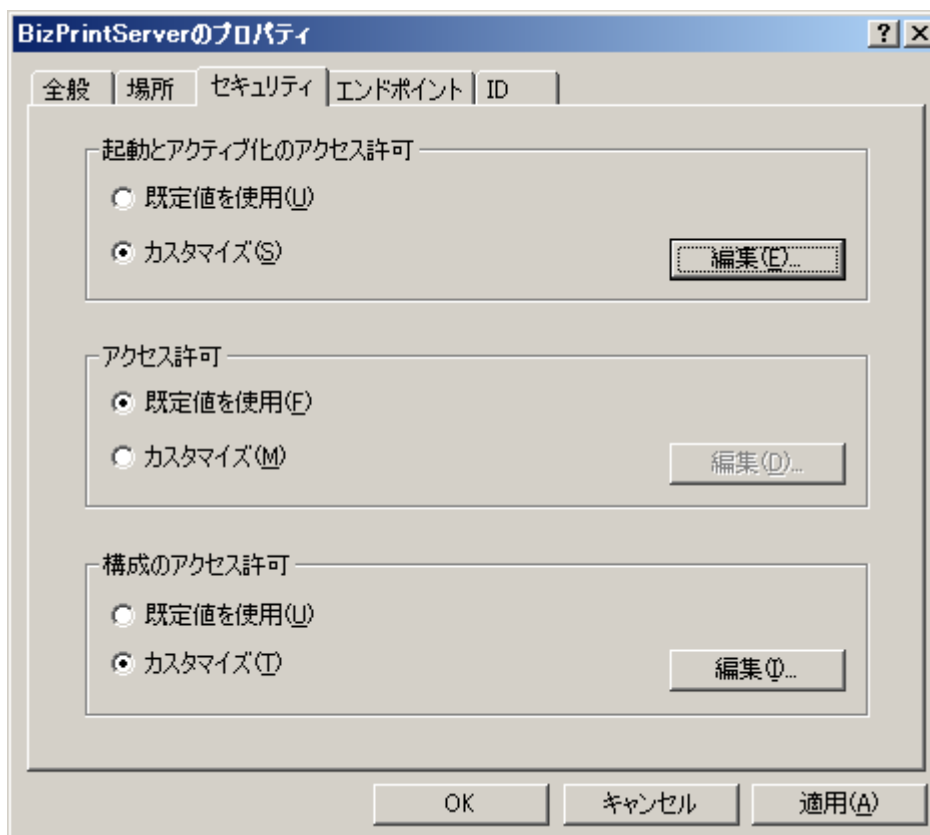 BizPrintServerのプロパティ
全般 場所 セキュリティ エンドポイント ID
起動とアクティブ化のアクセス許可
既定値を使用(U)
カスタマイズ(S)
編集(E)...
アクセス許可
既定値を使用(F)
カスタマイズ(M)
編集(D)...
構成のアクセス許可
既定値を使用(U)
カスタマイズ(T)
編集(I)...
OK キャンセル 適用(A)